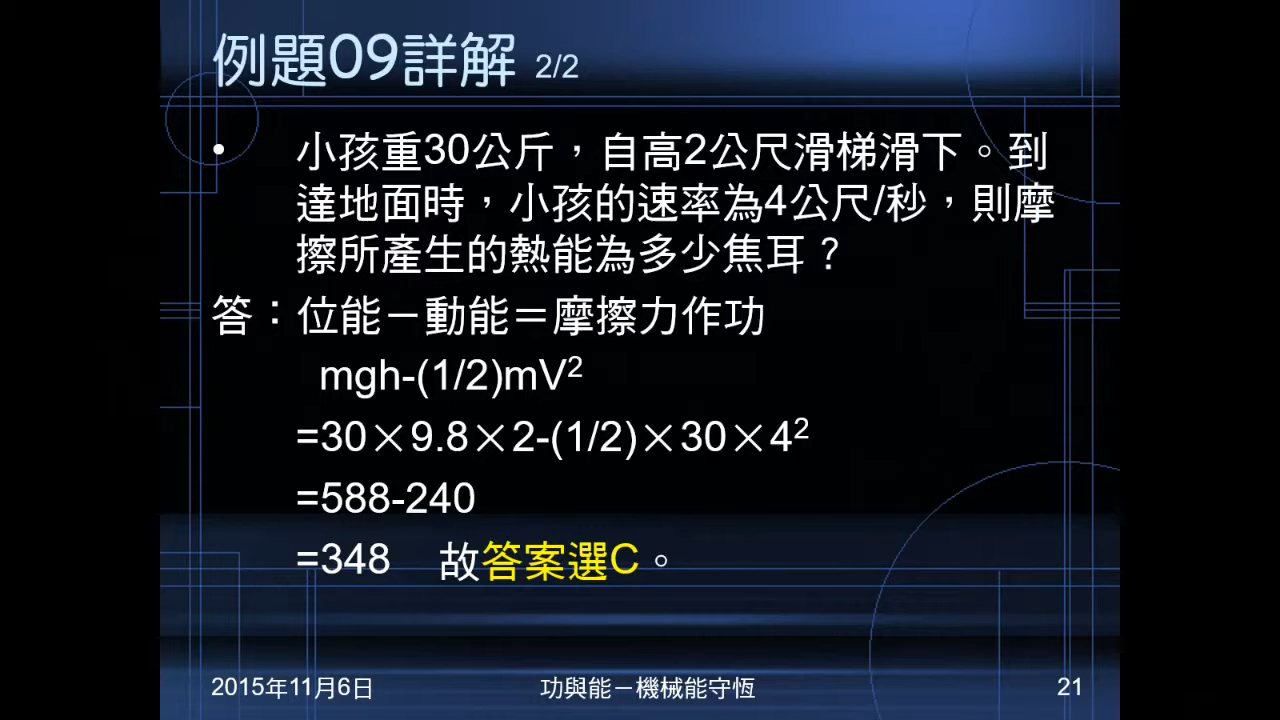 例題09詳解 2/2
• 小孩重30公斤，自高2公尺滑梯滑下。到
達地面時，小孩的速率為4公尺/秒，則摩
擦所產生的熱能為多少焦耳？
答：位能－動能＝摩擦力作功
mgh-(1/2)mV²
=30×9.8×2-(1/2)×30×4²
=588-240
=348 故答案選C。
2015年11月6日 功與能－機械能守恆 21